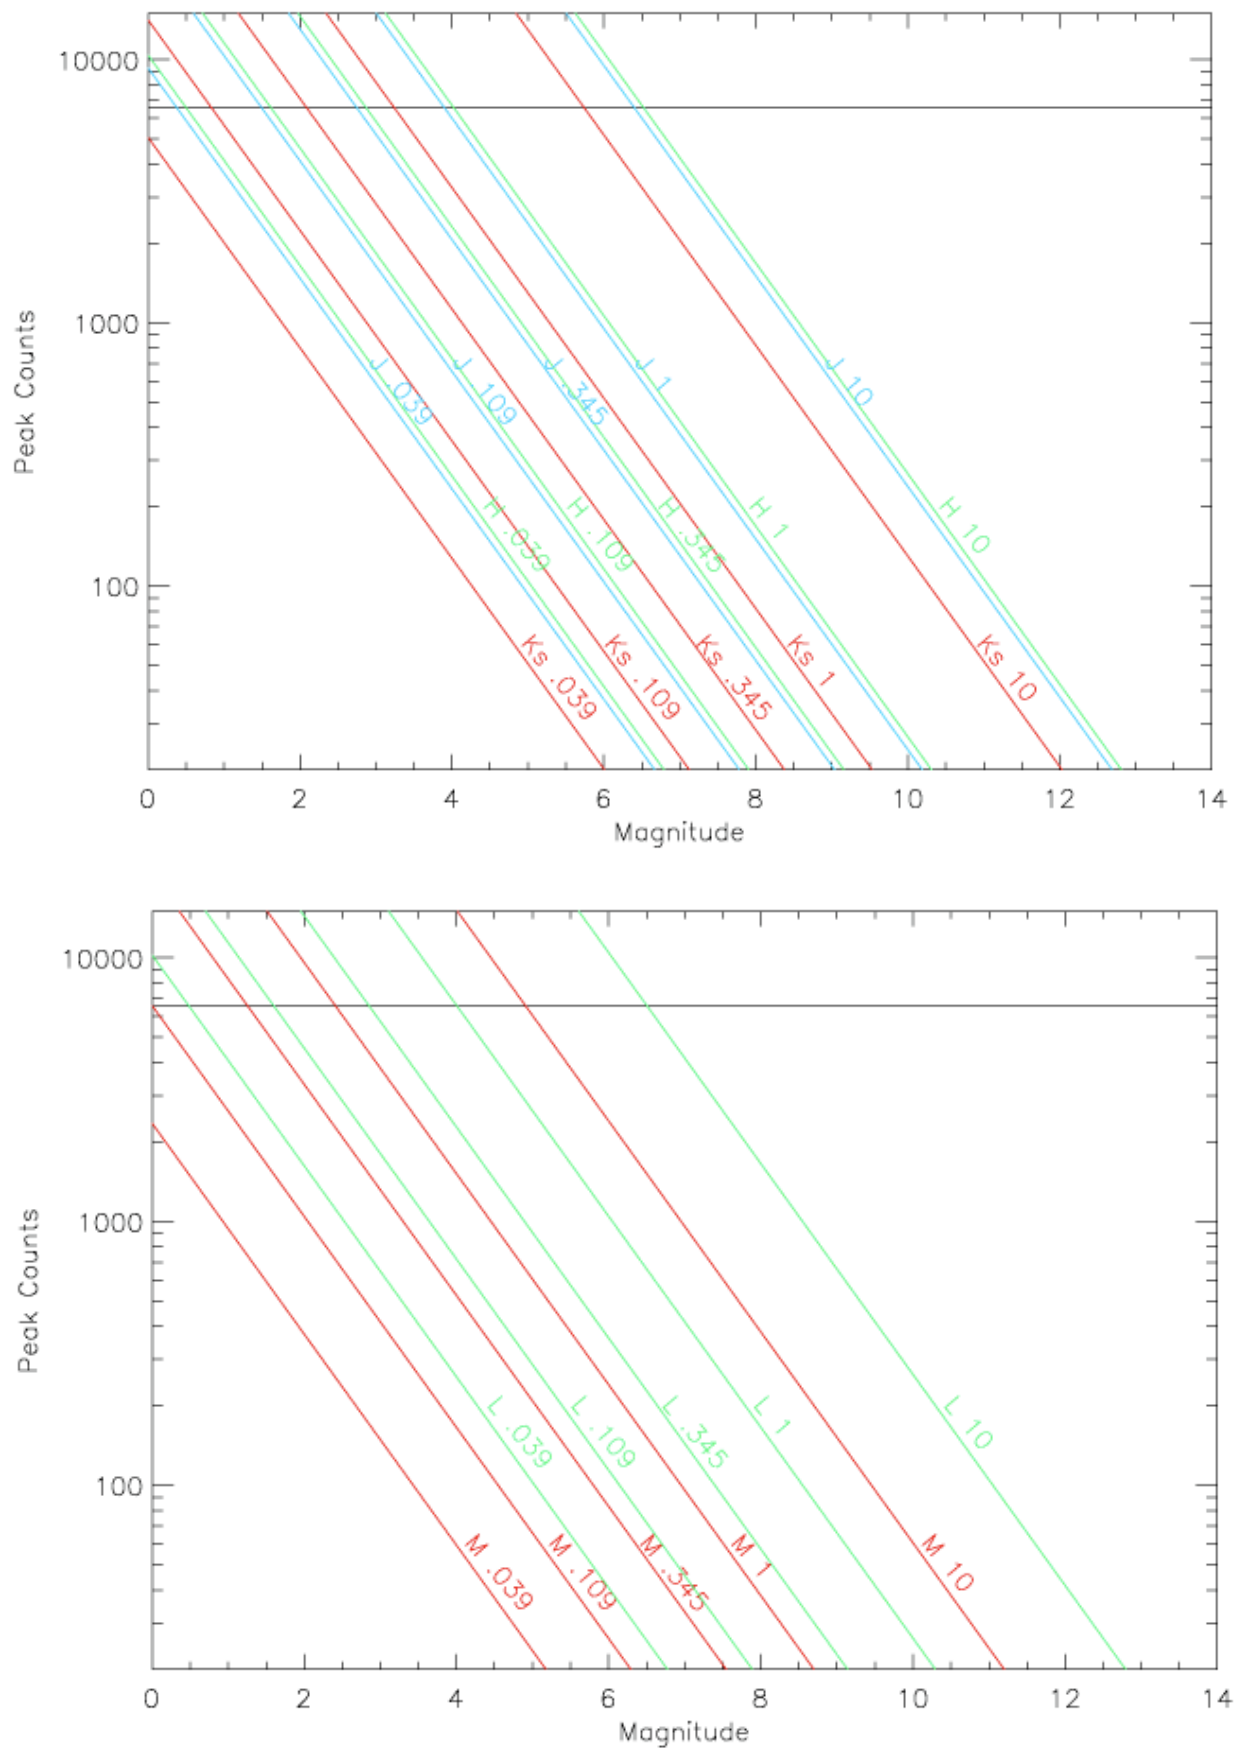 10000
1000
100
Peak Counts
J .039
J .109
J .345
J 1
J 10
H .039
H .109
H .345
H 1
H 10
Ks .039
Ks .109
Ks .345
Ks 1
Ks 10
0 2 4 6 8 10 12 14
Magnitude
10000
1000
100
Peak Counts
L .039
L .109
L .345
L 1
L 10
M .039
M .109
M .345
M 1
M 10
0 2 4 6 8 10 12 14
Magnitude